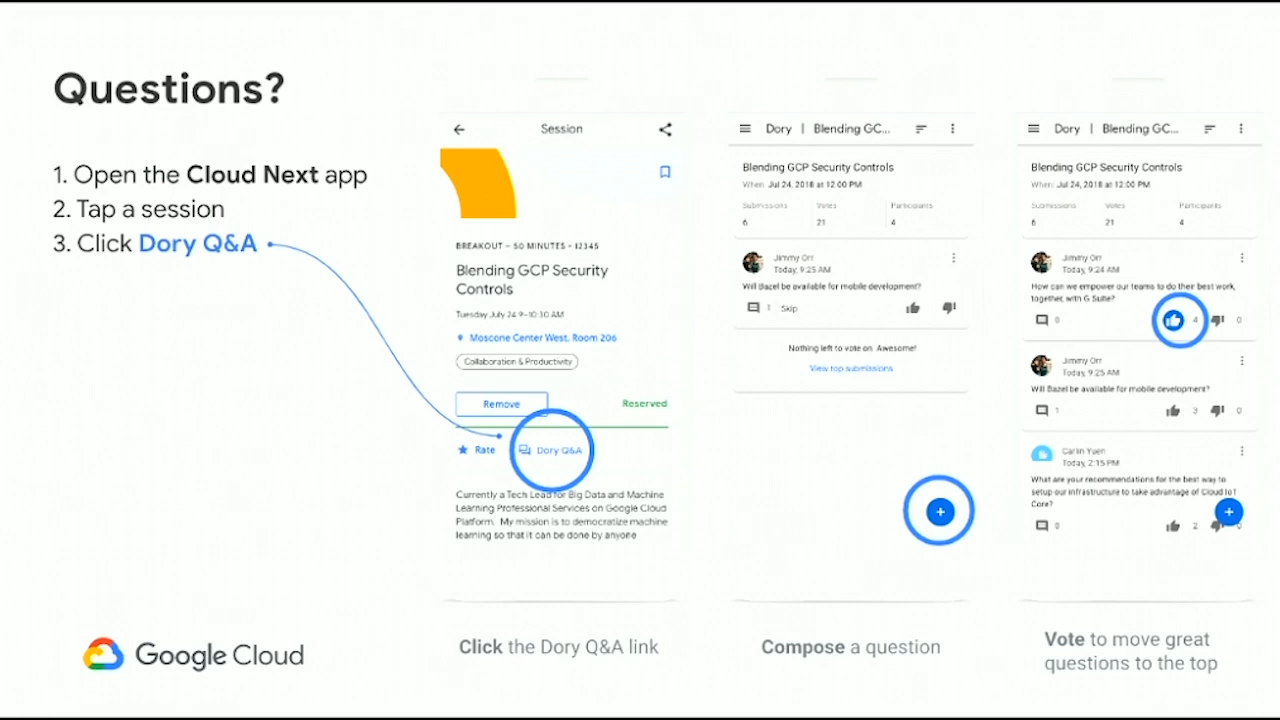 Questions?
1. Open the Cloud Next app
2. Tap a session
3. Click Dory Q&A
Google Cloud
Session
BREAKOUT – 50 MINUTES • 12345
Blending GCP Security
Controls
Tuesday July 24 9–10:30 AM
Moscone Center West, Room 206
Collaboration & Productivity
Remove
Reserved
Rate
Dory Q&A
Currently a Tech Lead for Big Data and Machine
Learning Professional Services on Google Cloud
Platform. My mission is to democratize machine
learning so that it can be done by anyone
Click the Dory Q&A link
Dory | Blending GC...
Blending GCP Security Controls
When: Jul 24, 2018 at 12:00 PM
Submissions Votes Participants
6 21 4
Jimmy Orr
Today, 9:25 AM
Will Bazel be available for mobile development?
1 Skip
Nothing left to vote on. Awesome!
View top submissions
+
Compose a question
Dory | Blending GC...
Blending GCP Security Controls
When: Jul 24, 2018 at 12:00 PM
Submissions Votes Participants
6 21 4
Jimmy Orr
Today, 9:24 AM
How can we empower our teams to do their best work,
together, with G Suite?
0 4 0
Jimmy Orr
Today, 9:25 AM
Will Bazel be available for mobile development?
1 3 0
Carlin Yuen
Today, 2:15 PM
What are your recommendations for the best way to
setup our infrastructure to take advantage of Cloud IoT
Core?
+
0 2 0
Vote to move great
questions to the top